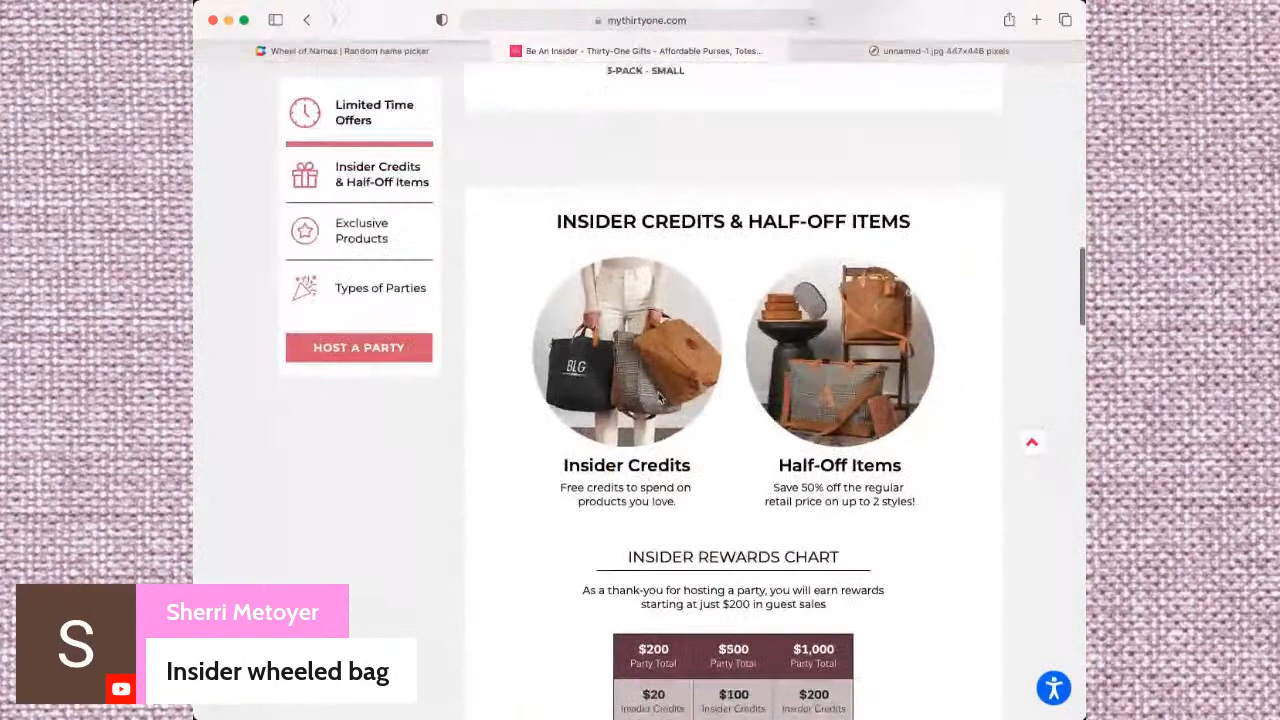 mythirtyone.com
Wheel of Names | Random name picker
Be An Insider - Thirty-One Gifts - Affordable Purses, Totes...
unnamed-1.jpg 447×446 pixels
3-PACK - SMALL
Limited Time
Offers
Insider Credits
& Half-Off Items
Exclusive
Products
Types of Parties
HOST A PARTY
INSIDER CREDITS & HALF-OFF ITEMS
BLG
Insider Credits
Free credits to spend on
products you love.
Half-Off Items
Save 50% off the regular
retail price on up to 2 styles!
INSIDER REWARDS CHART
As a thank-you for hosting a party, you will earn rewards
starting at just $200 in guest sales
$200 $500 $1,000
Party Total Party Total Party Total
$20 $100 $200
Insider Credits Insider Credits Insider Credits
S
Sherri Metoyer
Insider wheeled bag